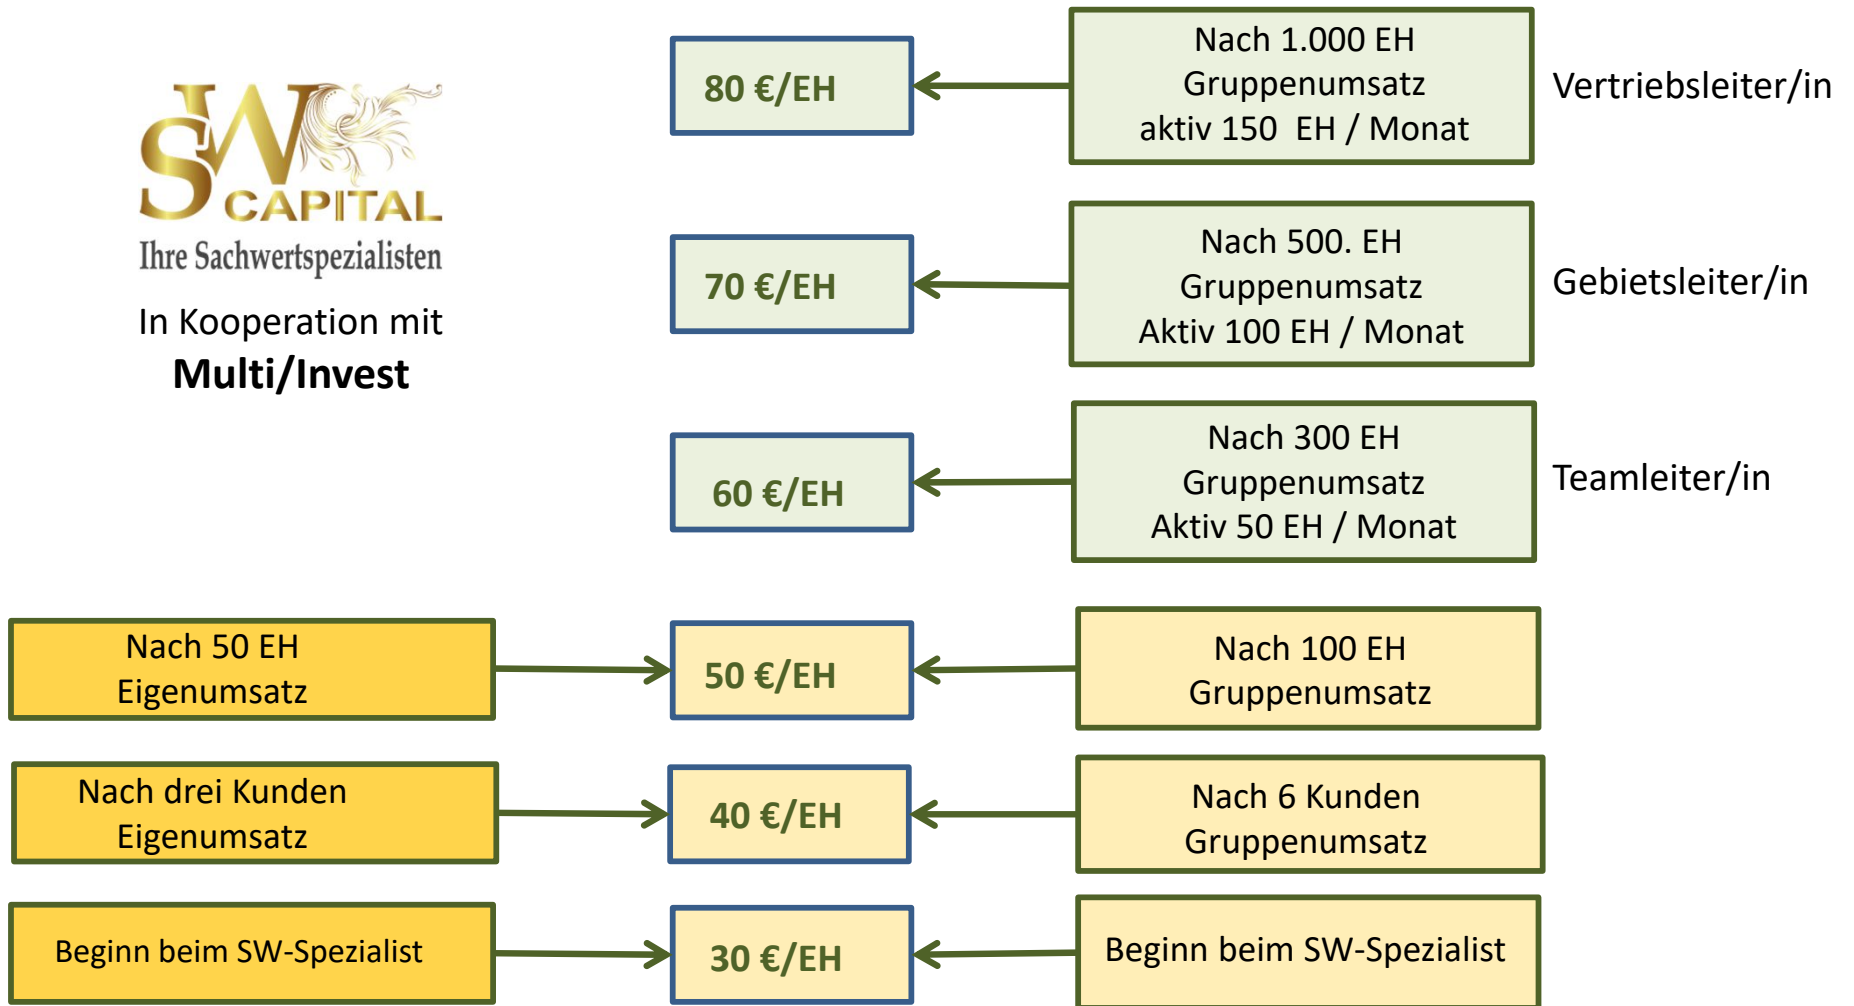 SW
CAPITAL
Ihre Sachwertspezialisten
In Kooperation mit
Multi/Invest
80 €/EH
Nach 1.000 EH
Gruppenumsatz
aktiv 150 EH / Monat
Vertriebsleiter/in
70 €/EH
Nach 500. EH
Gruppenumsatz
Aktiv 100 EH / Monat
Gebietsleiter/in
60 €/EH
Nach 300 EH
Gruppenumsatz
Aktiv 50 EH / Monat
Teamleiter/in
Nach 50 EH
Eigenumsatz
50 €/EH
Nach 100 EH
Gruppenumsatz
Nach drei Kunden
Eigenumsatz
40 €/EH
Nach 6 Kunden
Gruppenumsatz
Beginn beim SW-Spezialist
30 €/EH
Beginn beim SW-Spezialist